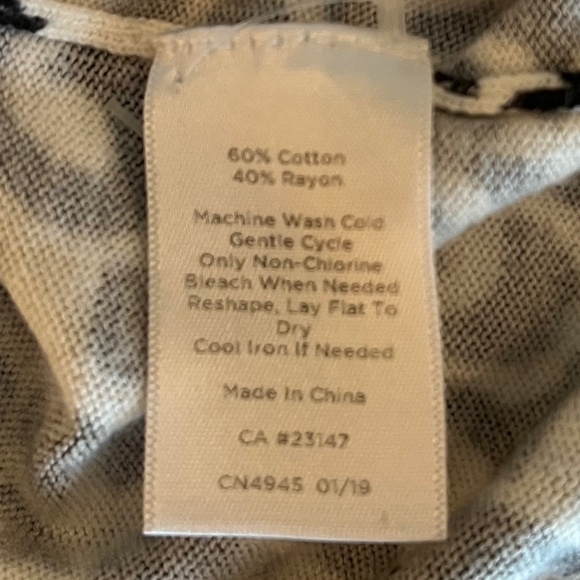 60% Cotton
40% Rayon
Machine Wash Cold
Gentle Cycle
Only Non-Chlorine
Bleach When Needed
Reshape, Lay Flat To
Dry
Cool Iron If Needed
Made In China
CA #23147
CN4945 01/19